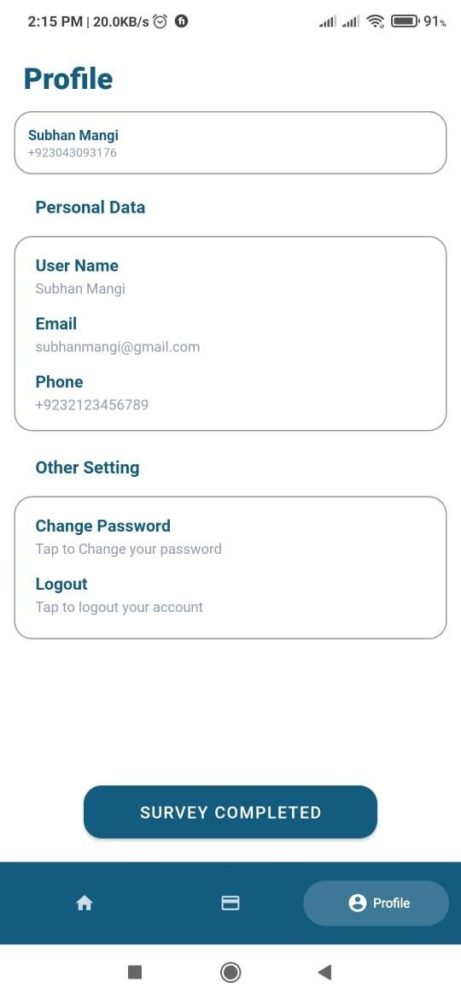 2:15 PM | 20.0KB/s
91%
Profile
Subhan Mangi
+923043093176
Personal Data
User Name
Subhan Mangi
Email
subhanmangi@gmail.com
Phone
+9232123456789
Other Setting
Change Password
Tap to Change your password
Logout
Tap to logout your account
SURVEY COMPLETED
Profile